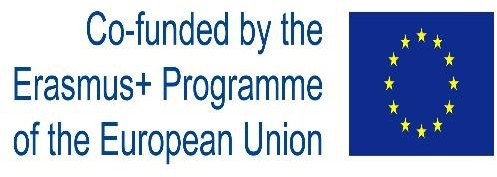 Co-funded by the
Erasmus+ Programme
of the European Union